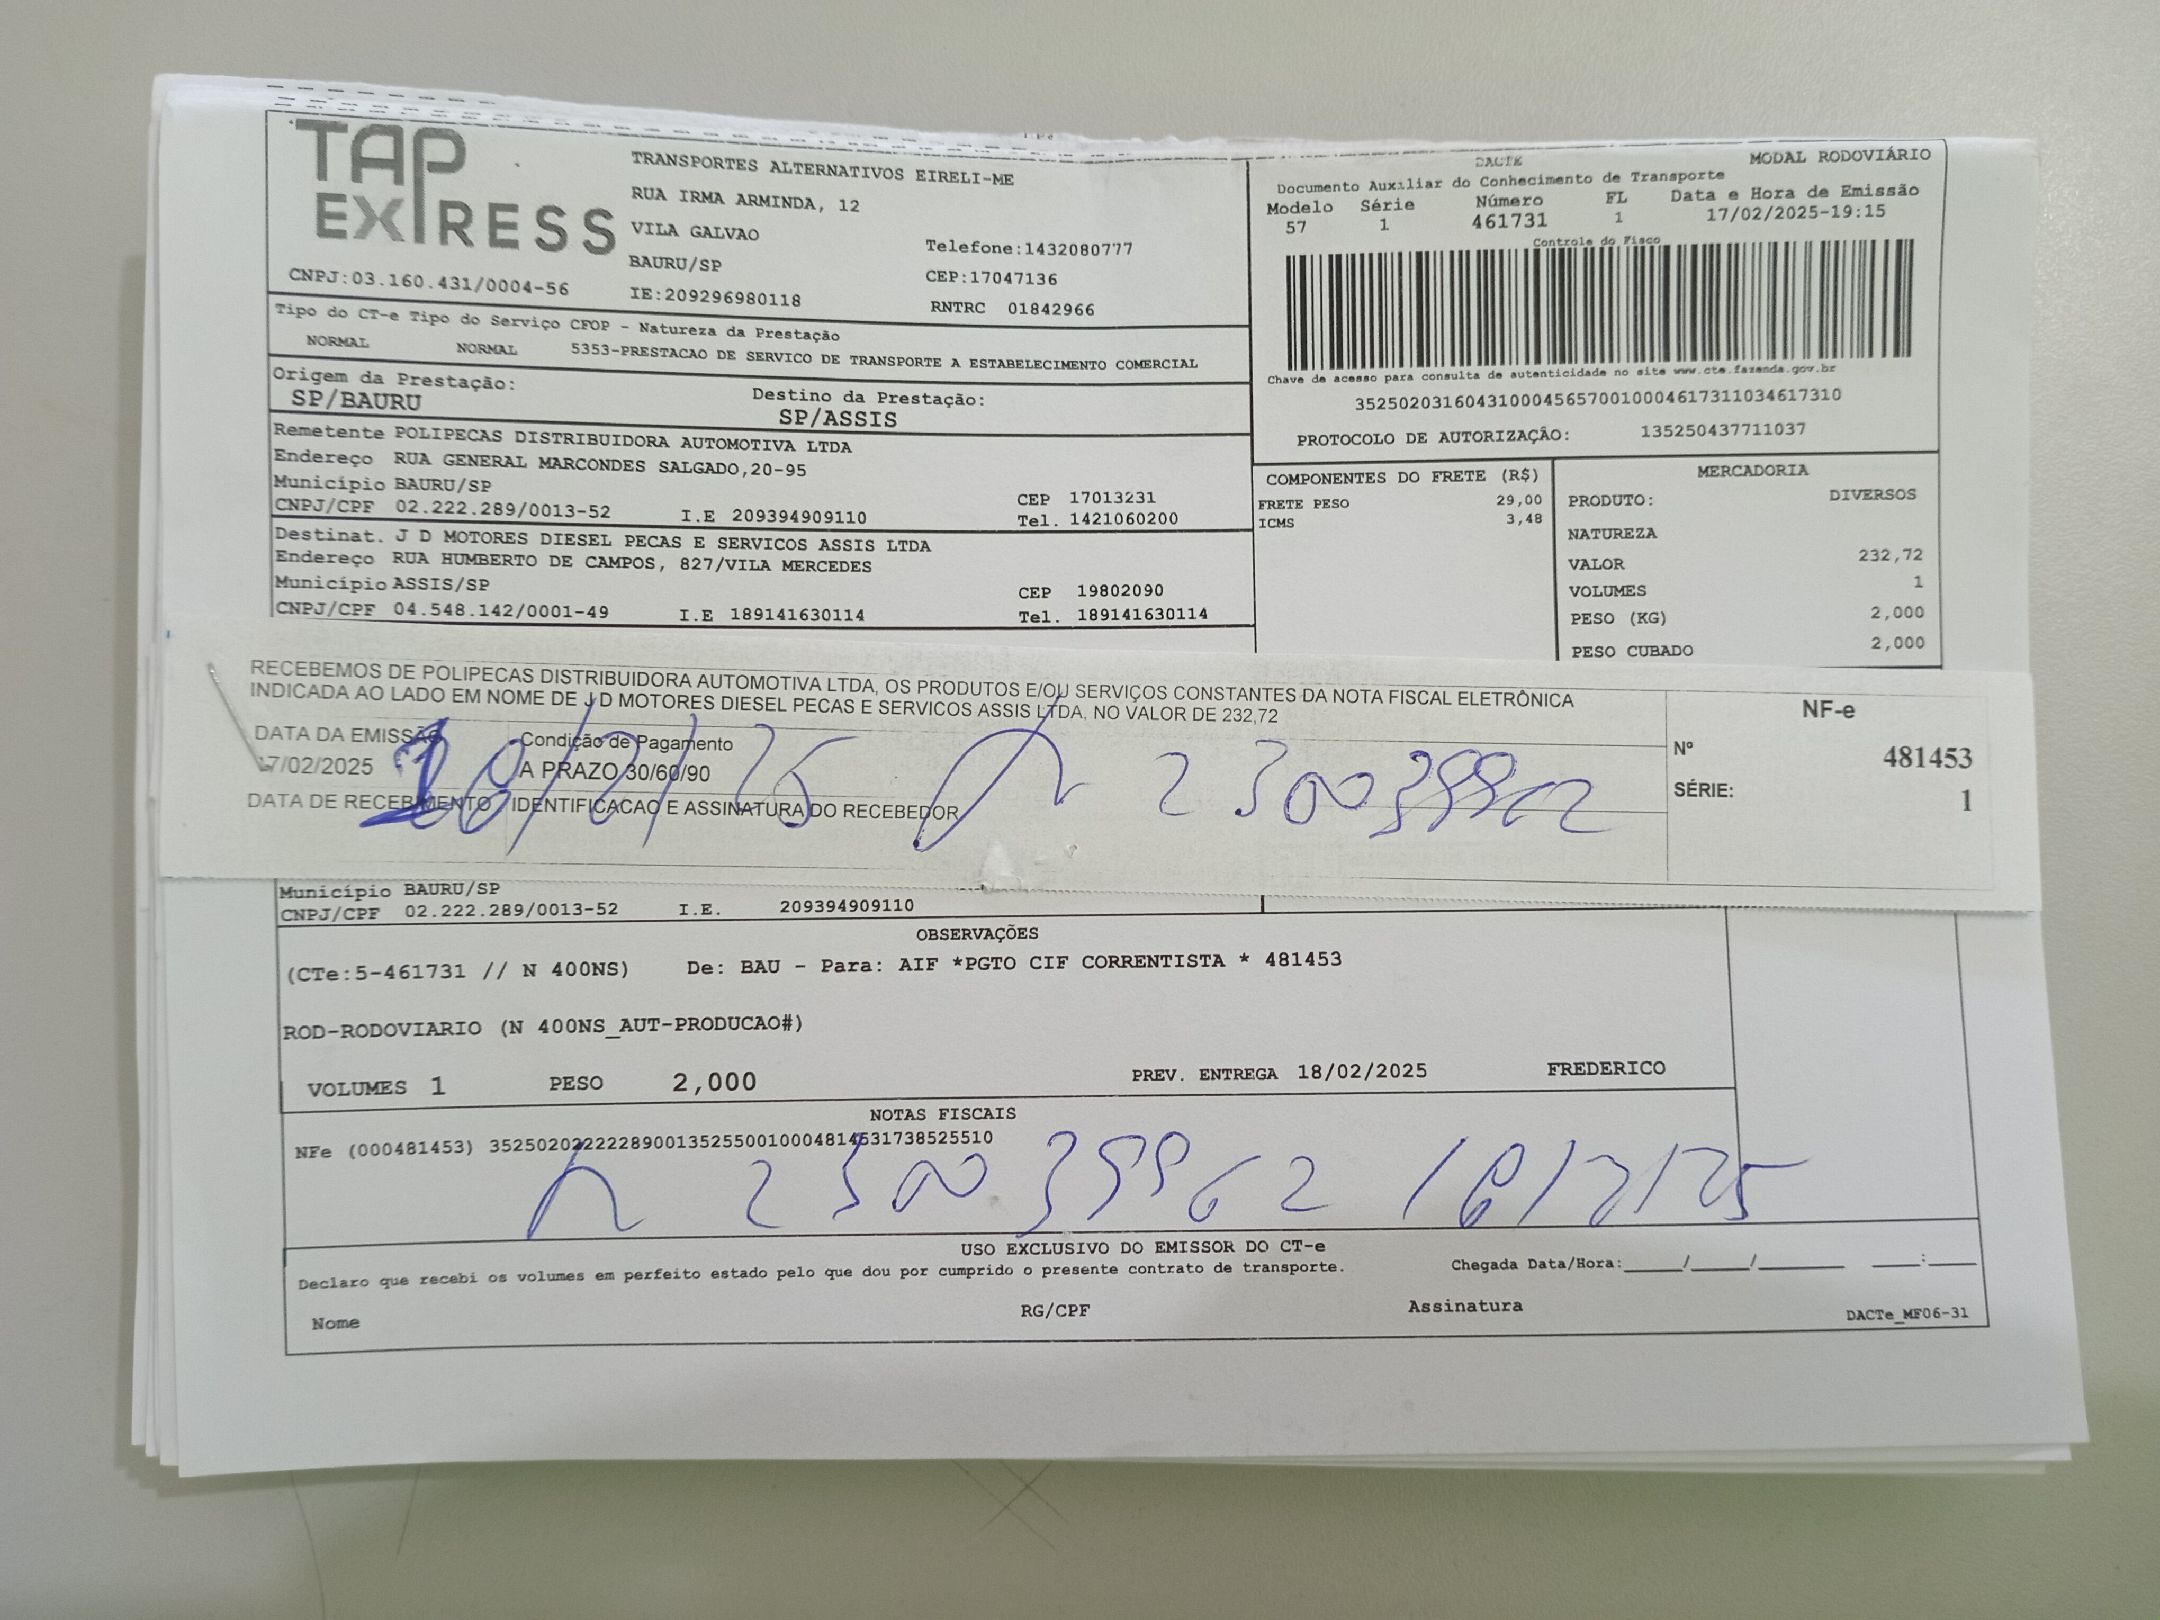 TAP
EXPRESS
CNPJ:03.160.431/0004-56
TRANSPORTES ALTERNATIVOS EIRELI-ME
RUA IRMA ARMINDA, 12
VILA GALVAO
BAURU/SP
IE:209296980118
Telefone:1432080777
CEP:17047136
RNTRC 01842966
DACTE MODAL RODOVIÁRIO
Documento Auxiliar do Conhecimento de Transporte
Modelo Série Número FL Data e Hora de Emissão
57 1 461731 1 17/02/2025-19:15
Controle do Fisco
Chave de acesso para consulta de autenticidade no site www.cte.fazenda.gov.br
35250203160431000456570010004617311034617310
PROTOCOLO DE AUTORIZAÇÃO: 135250437711037
Tipo do CT-e Tipo do Serviço CFOP - Natureza da Prestação
NORMAL NORMAL 5353-PRESTACAO DE SERVICO DE TRANSPORTE A ESTABELECIMENTO COMERCIAL
Origem da Prestação: Destino da Prestação:
SP/BAURU SP/ASSIS
Remetente POLIPECAS DISTRIBUIDORA AUTOMOTIVA LTDA
Endereço RUA GENERAL MARCONDES SALGADO,20-95
Município BAURU/SP CEP 17013231
CNPJ/CPF 02.222.289/0013-52 I.E 209394909110 Tel. 1421060200
Destinat. J D MOTORES DIESEL PECAS E SERVICOS ASSIS LTDA
Endereço RUA HUMBERTO DE CAMPOS, 827/VILA MERCEDES
Município ASSIS/SP CEP 19802090
CNPJ/CPF 04.548.142/0001-49 I.E 189141630114 Tel. 189141630114
COMPONENTES DO FRETE (R$)
FRETE PESO 29,00
ICMS 3,48
MERCADORIA
PRODUTO: DIVERSOS
NATUREZA
VALOR 232,72
VOLUMES 1
PESO (KG) 2,000
PESO CUBADO 2,000
RECEBEMOS DE POLIPECAS DISTRIBUIDORA AUTOMOTIVA LTDA, OS PRODUTOS E/OU SERVIÇOS CONSTANTES DA NOTA FISCAL ELETRÔNICA
INDICADA AO LADO EM NOME DE J D MOTORES DIESEL PECAS E SERVICOS ASSIS LTDA, NO VALOR DE 232,72
DATA DA EMISSÃO Condição de Pagamento
17/02/2025 A PRAZO 30/60/90
DATA DE RECEBIMENTO IDENTIFICACAO E ASSINATURA DO RECEBEDOR
NF-e
Nº 481453
SÉRIE: 1
Município BAURU/SP
CNPJ/CPF 02.222.289/0013-52 I.E. 209394909110
OBSERVAÇÕES
(CTe:5-461731 // N 400NS) De: BAU - Para: AIF *PGTO CIF CORRENTISTA * 481453
ROD-RODOVIARIO (N 400NS_AUT-PRODUCAO#)
VOLUMES 1 PESO 2,000 PREV. ENTREGA 18/02/2025 FREDERICO
NOTAS FISCAIS
NFe (000481453) 35250202222289001352550010004814531738525510
USO EXCLUSIVO DO EMISSOR DO CT-e
Declaro que recebi os volumes em perfeito estado pelo que dou por cumprido o presente contrato de transporte. Chegada Data/Hora:____/____/______ ___:___
Nome RG/CPF Assinatura DACTe_MF06-31